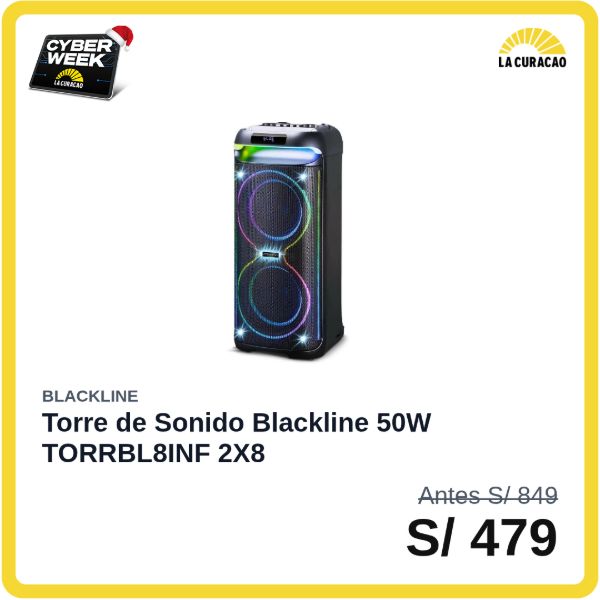 CYBER
WEEK
LA CURACAO
LA CURACAO
BLACKLINE
Torre de Sonido Blackline 50W
TORRBL8INF 2X8
Antes S/ 849
S/ 479